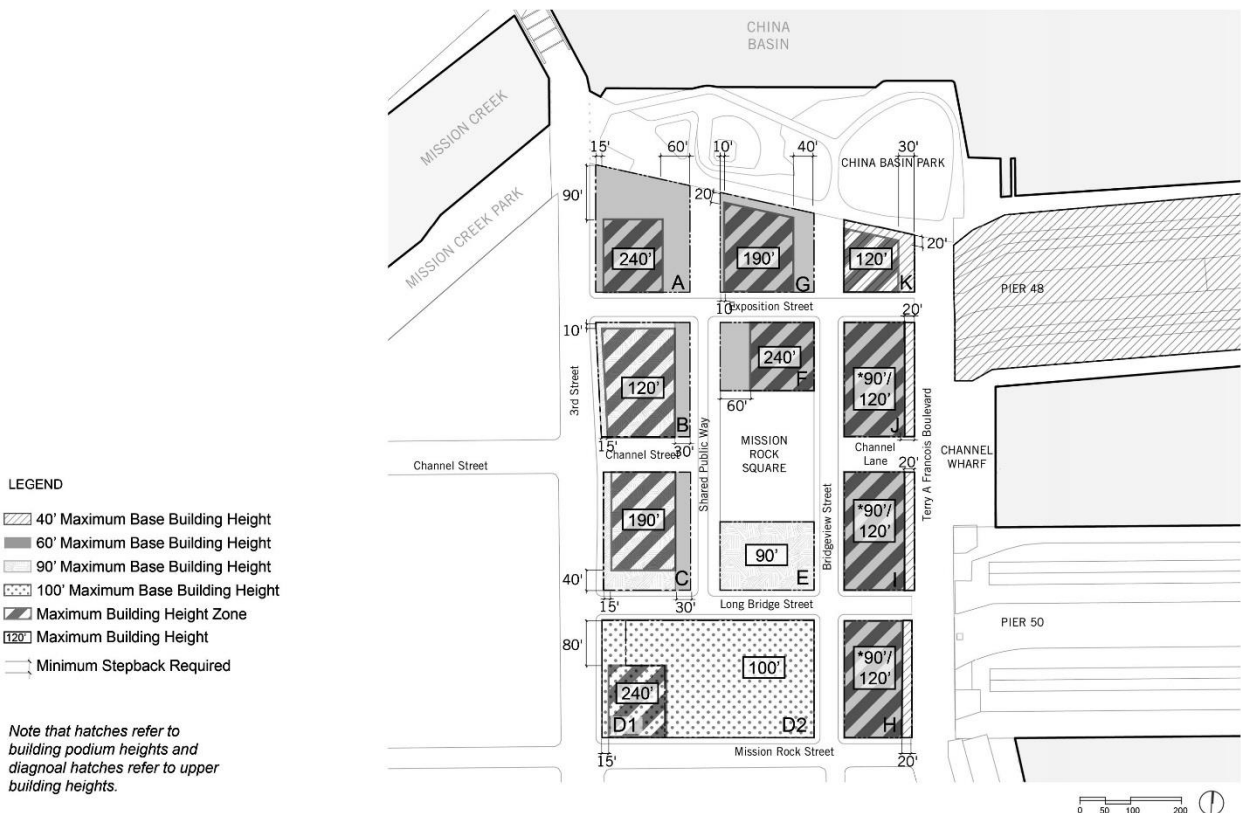 CHINA
BASIN
MISSION CREEK
MISSION CREEK PARK
15'
60'
10'
40'
30'
CHINA BASIN PARK
90'
20'
20'
240'
190'
120'
A
G
K
PIER 48
10'
Exposition Street
20'
10'
3rd Street
120'
240'
*90'/
120'
F
60'
B
J
15'
30'
Channel Street
Channel Street
Shared Public Way
MISSION
ROCK
SQUARE
Channel
Lane
20'
Terry A Francois Boulevard
CHANNEL
WHARF
Bridgeview Street
190'
90'
*90'/
120'
40'
C
E
I
15'
30'
Long Bridge Street
PIER 50
80'
100'
*90'/
120'
240'
D1
D2
H
15'
Mission Rock Street
20'
LEGEND
40' Maximum Base Building Height
60' Maximum Base Building Height
90' Maximum Base Building Height
100' Maximum Base Building Height
Maximum Building Height Zone
120' Maximum Building Height
Minimum Stepback Required
Note that hatches refer to
building podium heights and
diagnoal hatches refer to upper
building heights.
0 50 100 200